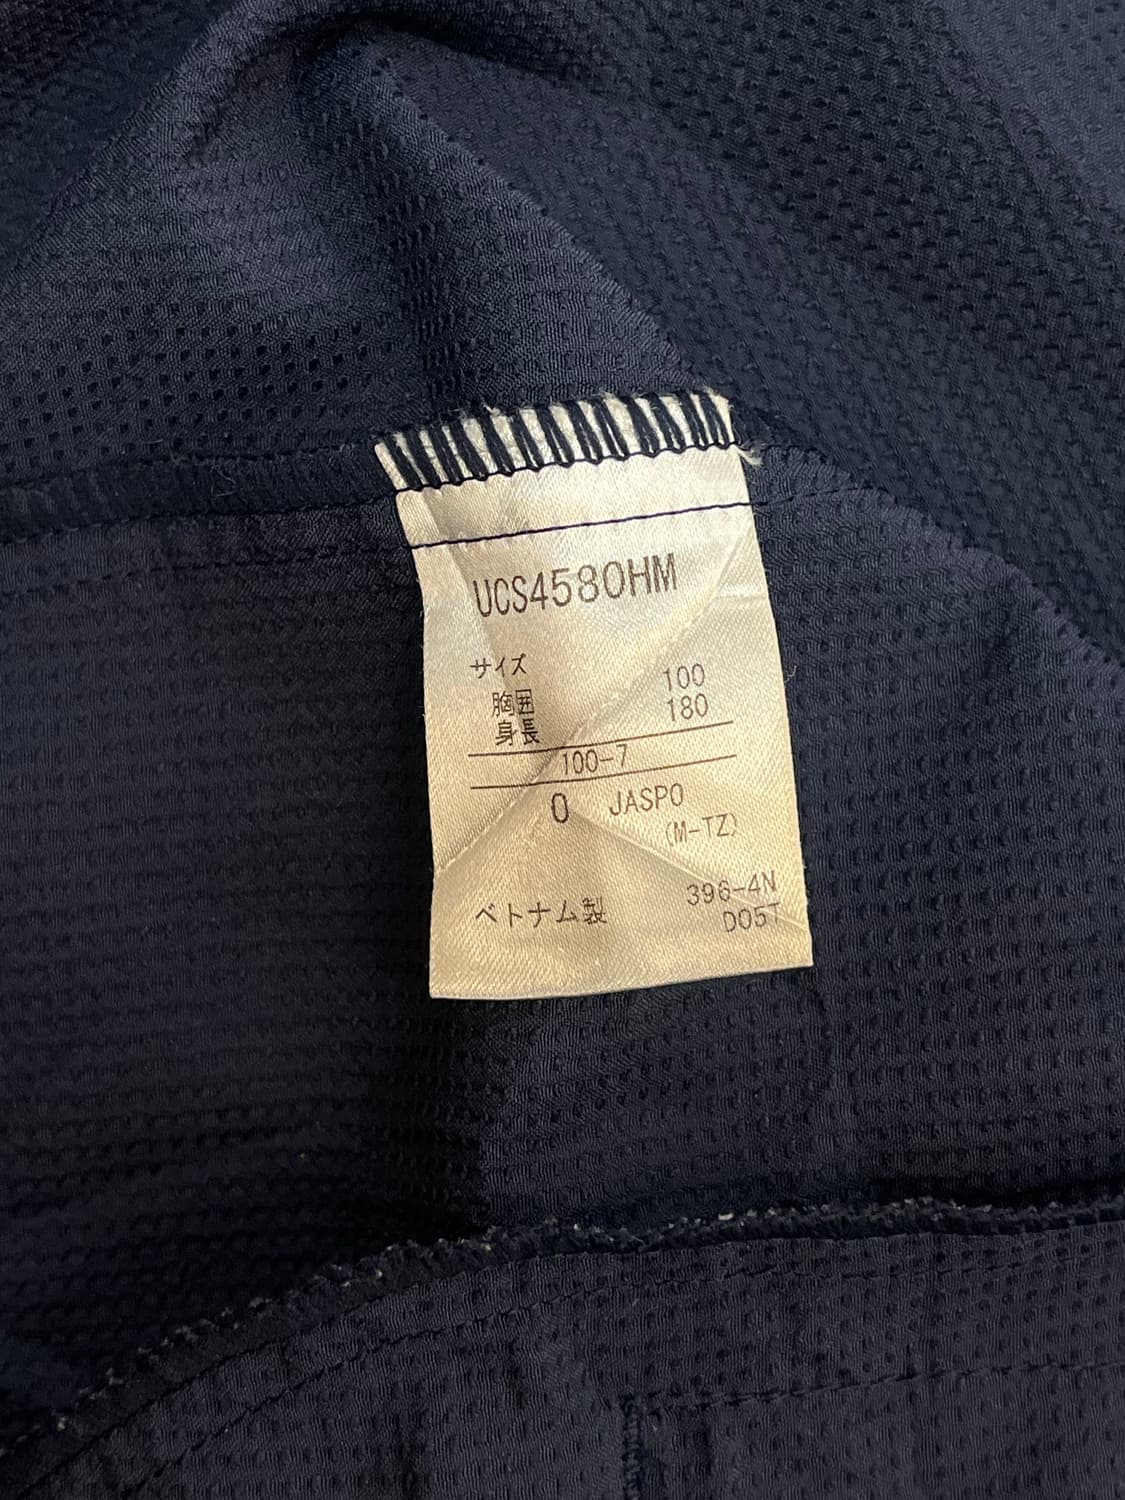 UCS4580HM
サイズ
胸囲 100
身長 180
100-7
O JASPO
(M-TZ)
396-4N
ベトナム製 D05T